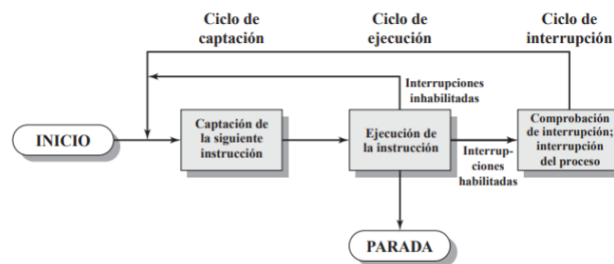 Ciclo de
captación
Ciclo de
ejecución
Ciclo de
interrupción
Interrupciones
inhabilitadas
INICIO
Captación de
la siguiente
instrucción
Ejecución de
la instrucción
Interrup-
ciones
habilitadas
Comprobación
de interrupción;
interrupción
del proceso
PARADA